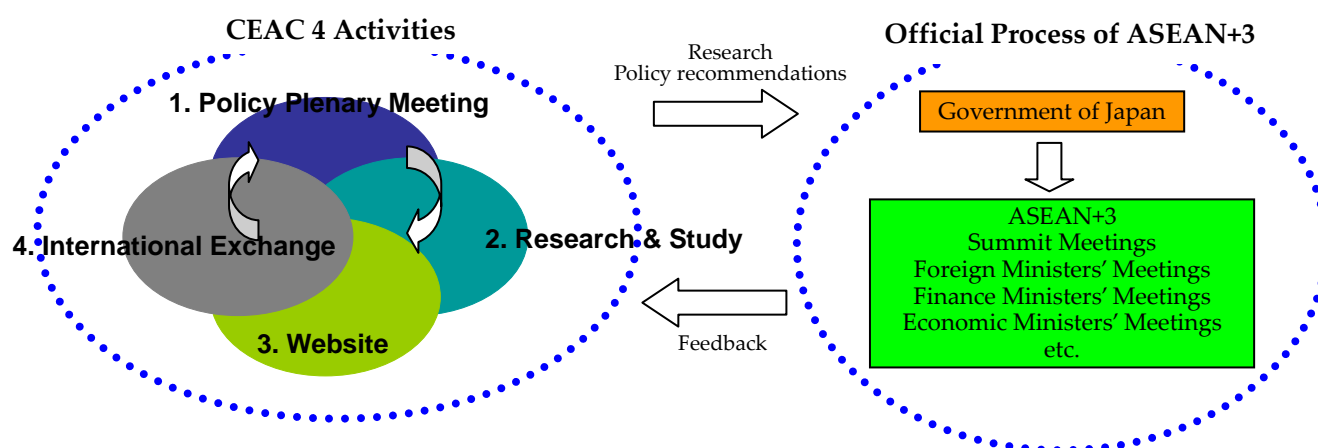 CEAC 4 Activities
1. Policy Plenary Meeting
2. Research & Study
3. Website
4. International Exchange
Research
Policy recommendations
Feedback
Official Process of ASEAN+3
Government of Japan
ASEAN+3
Summit Meetings
Foreign Ministers’ Meetings
Finance Ministers’ Meetings
Economic Ministers’ Meetings
etc.